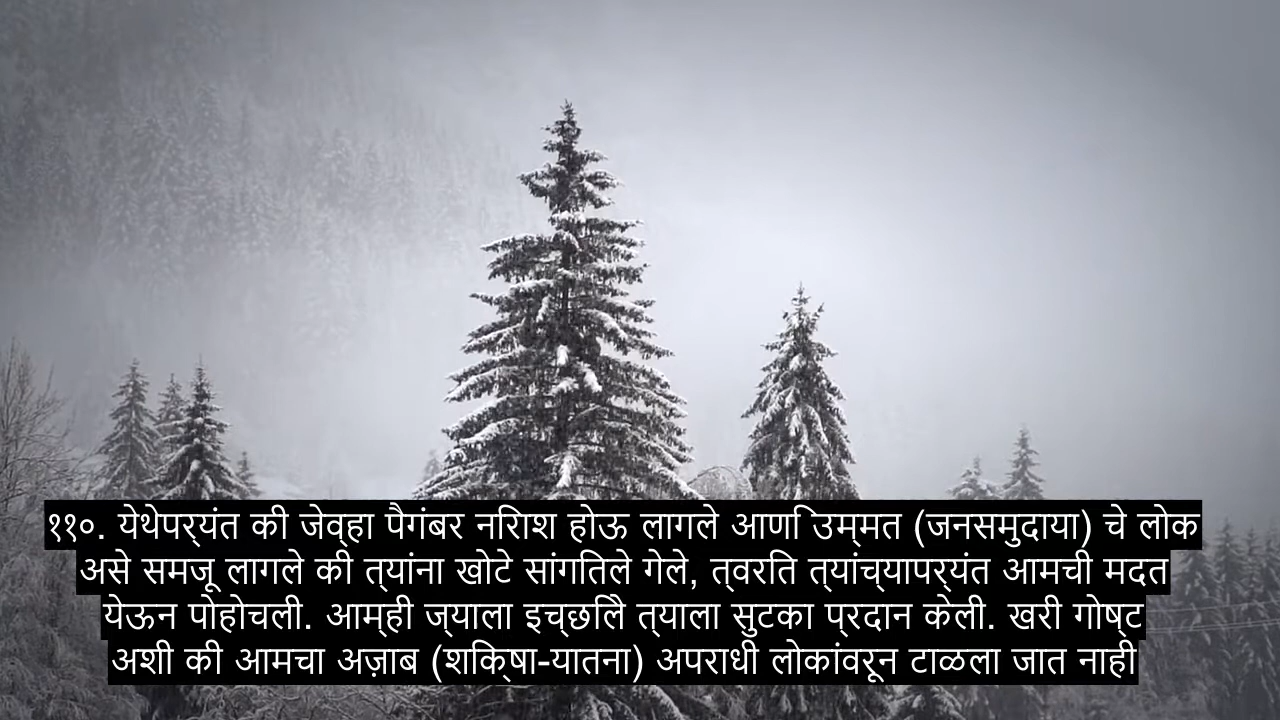 ११०. येथेपर्यंत की जेव्हा पैगंबर निराश होऊ लागले आणि उम्मत (जनसमुदाया) चे लोक
असे समजू लागले की त्यांना खोटे सांगितले गेले, त्वरित त्यांच्यापर्यंत आमची मदत
येऊन पोहोचली. आम्ही ज्याला इच्छिले त्याला सुटका प्रदान केली. खरी गोष्ट
अशी की आमचा अज़ाब (शिक्षा-यातना) अपराधी लोकांवरून टाळला जात नाही